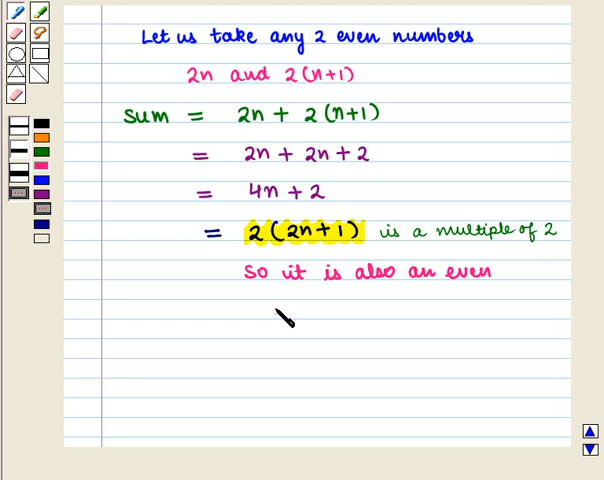 Let us take any 2 even numbers
2n and 2(n+1)
sum = 2n + 2(n+1)
= 2n + 2n + 2
= 4n + 2
= 2(2n+1) is a multiple of 2
So it is also an even